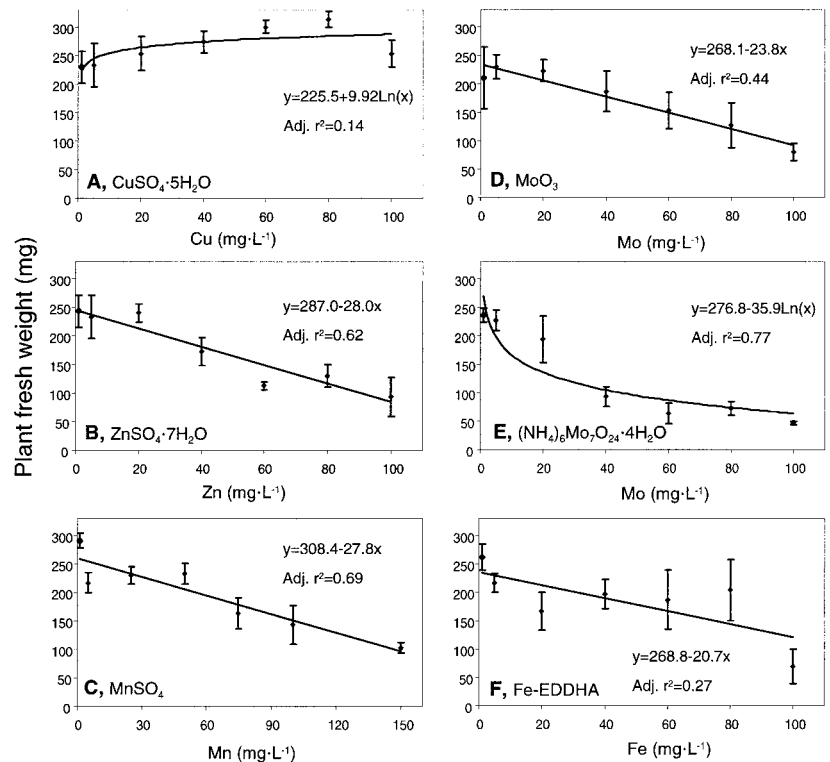 Plant fresh weight (mg)
300
250
200
150
100
50
0
y=225.5+9.92Ln(x)
Adj. r²=0.14
A, CuSO₄·5H₂O
0 20 40 60 80 100
Cu (mg·L⁻¹)
300
250
200
150
100
50
0
y=287.0-28.0x
Adj. r²=0.62
B, ZnSO₄·7H₂O
0 20 40 60 80 100
Zn (mg·L⁻¹)
300
250
200
150
100
50
0
y=308.4-27.8x
Adj. r²=0.69
C, MnSO₄
0 30 60 90 120 150
Mn (mg·L⁻¹)
300
250
200
150
100
50
0
y=268.1-23.8x
Adj. r²=0.44
D, MoO₃
0 20 40 60 80 100
Mo (mg·L⁻¹)
300
250
200
150
100
50
0
y=276.8-35.9Ln(x)
Adj. r²=0.77
E, (NH₄)₆Mo₇O₂₄·4H₂O
0 20 40 60 80 100
Mo (mg·L⁻¹)
300
250
200
150
100
50
0
y=268.8-20.7x
Adj. r²=0.27
F, Fe-EDDHA
0 20 40 60 80 100
Fe (mg·L⁻¹)